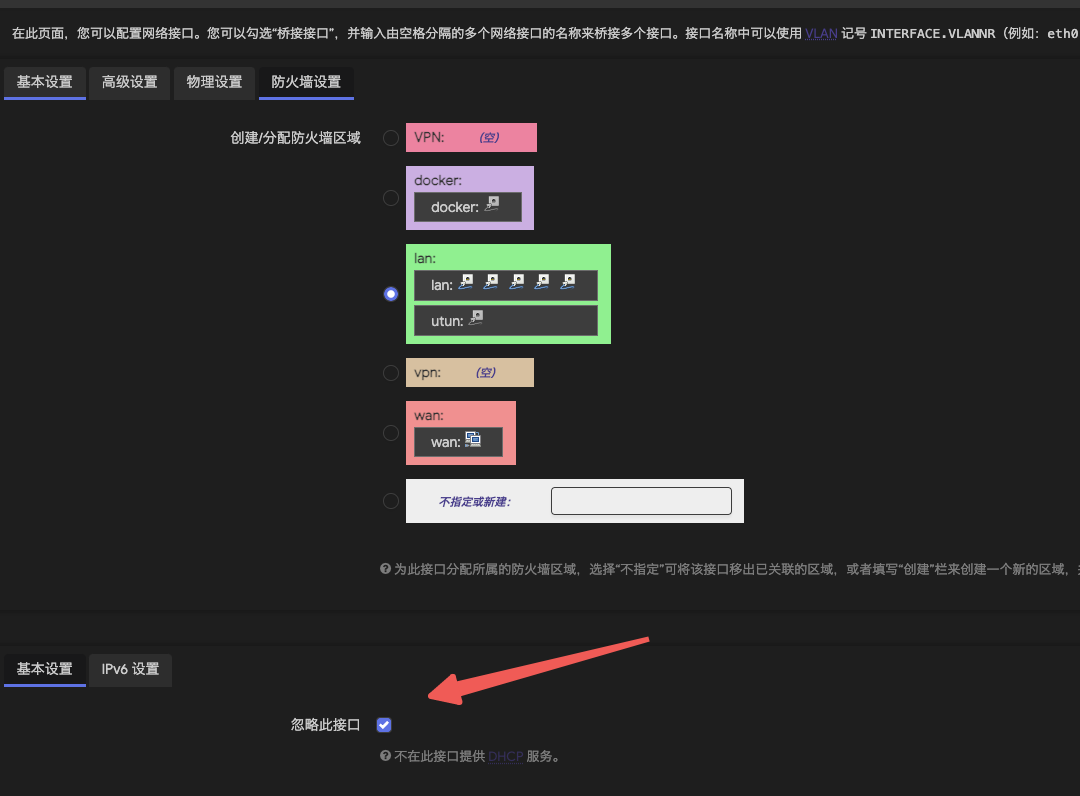 在此页面，您可以配置网络接口。您可以勾选“桥接接口”，并输入由空格分隔的多个网络接口的名称来桥接多个接口。接口名称中可以使用 VLAN 记号 INTERFACE.VLANNR（例如：eth0
基本设置 高级设置 物理设置 防火墙设置
创建/分配防火墙区域
VPN: (空)
docker:
docker:
lan:
lan:
utun:
vpn: (空)
wan:
wan:
不指定或新建:
为此接口分配所属的防火墙区域，选择“不指定”可将该接口移出已关联的区域，或者填写“创建”栏来创建一个新的区域，
基本设置 IPv6 设置
忽略此接口
不在此接口提供 DHCP 服务。